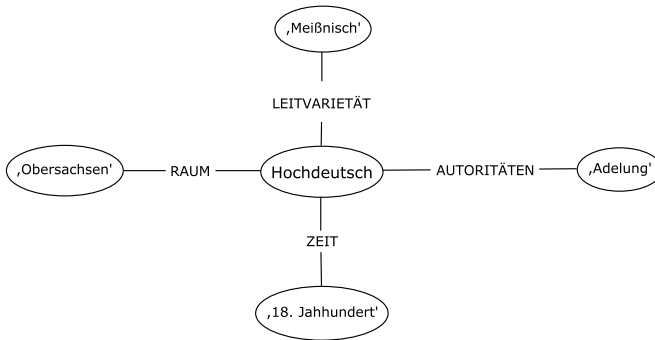 ‚Meißnisch'
LEITVARIETÄT
‚Obersachsen'
RAUM
Hochdeutsch
AUTORITÄTEN
‚Adelung'
ZEIT
‚18. Jahhundert'